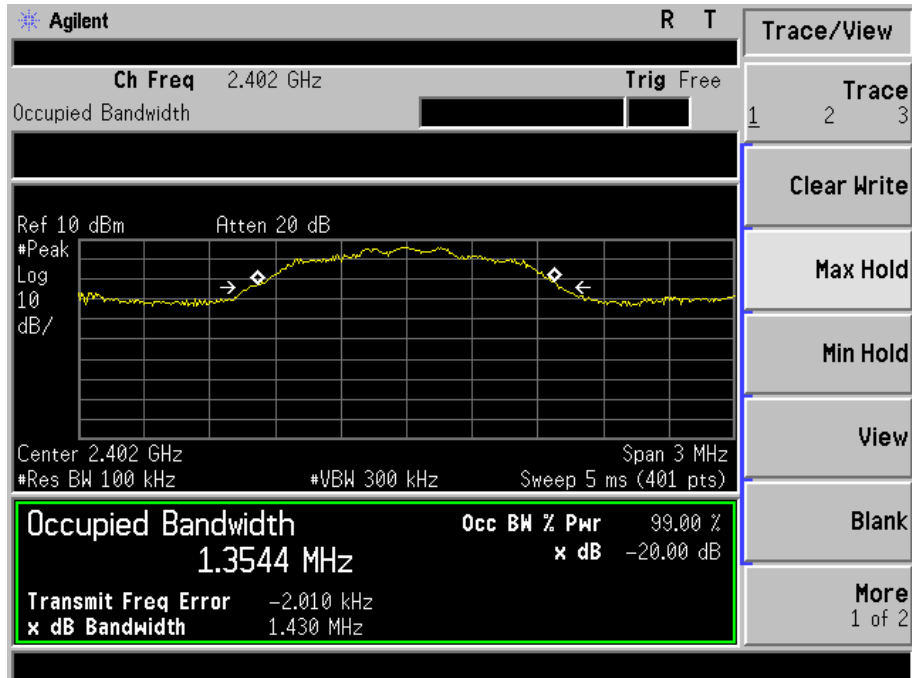 Agilent R T
Trace/View
Ch Freq 2.402 GHz Trig Free
Occupied Bandwidth
Trace
1 2 3
Clear Write
Max Hold
Min Hold
View
Blank
More
1 of 2
Ref 10 dBm Atten 20 dB
#Peak
Log
10
dB/
Center 2.402 GHz Span 3 MHz
#Res BW 100 kHz #VBW 300 kHz Sweep 5 ms (401 pts)
Occupied Bandwidth Occ BW % Pwr 99.00 %
1.3544 MHz x dB -20.00 dB
Transmit Freq Error -2.010 kHz
x dB Bandwidth 1.430 MHz